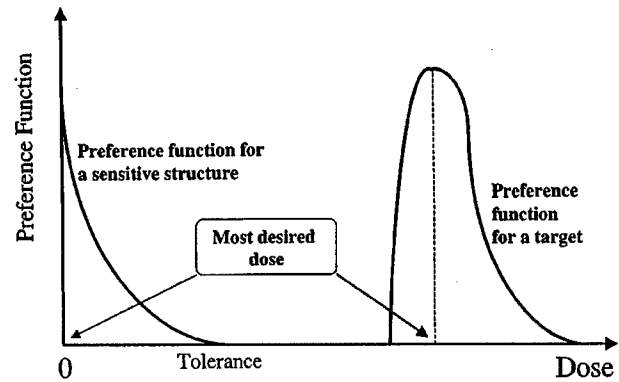 Preference Function
Preference function for
a sensitive structure
Most desired
dose
Preference
function
for a target
0
Tolerance
Dose